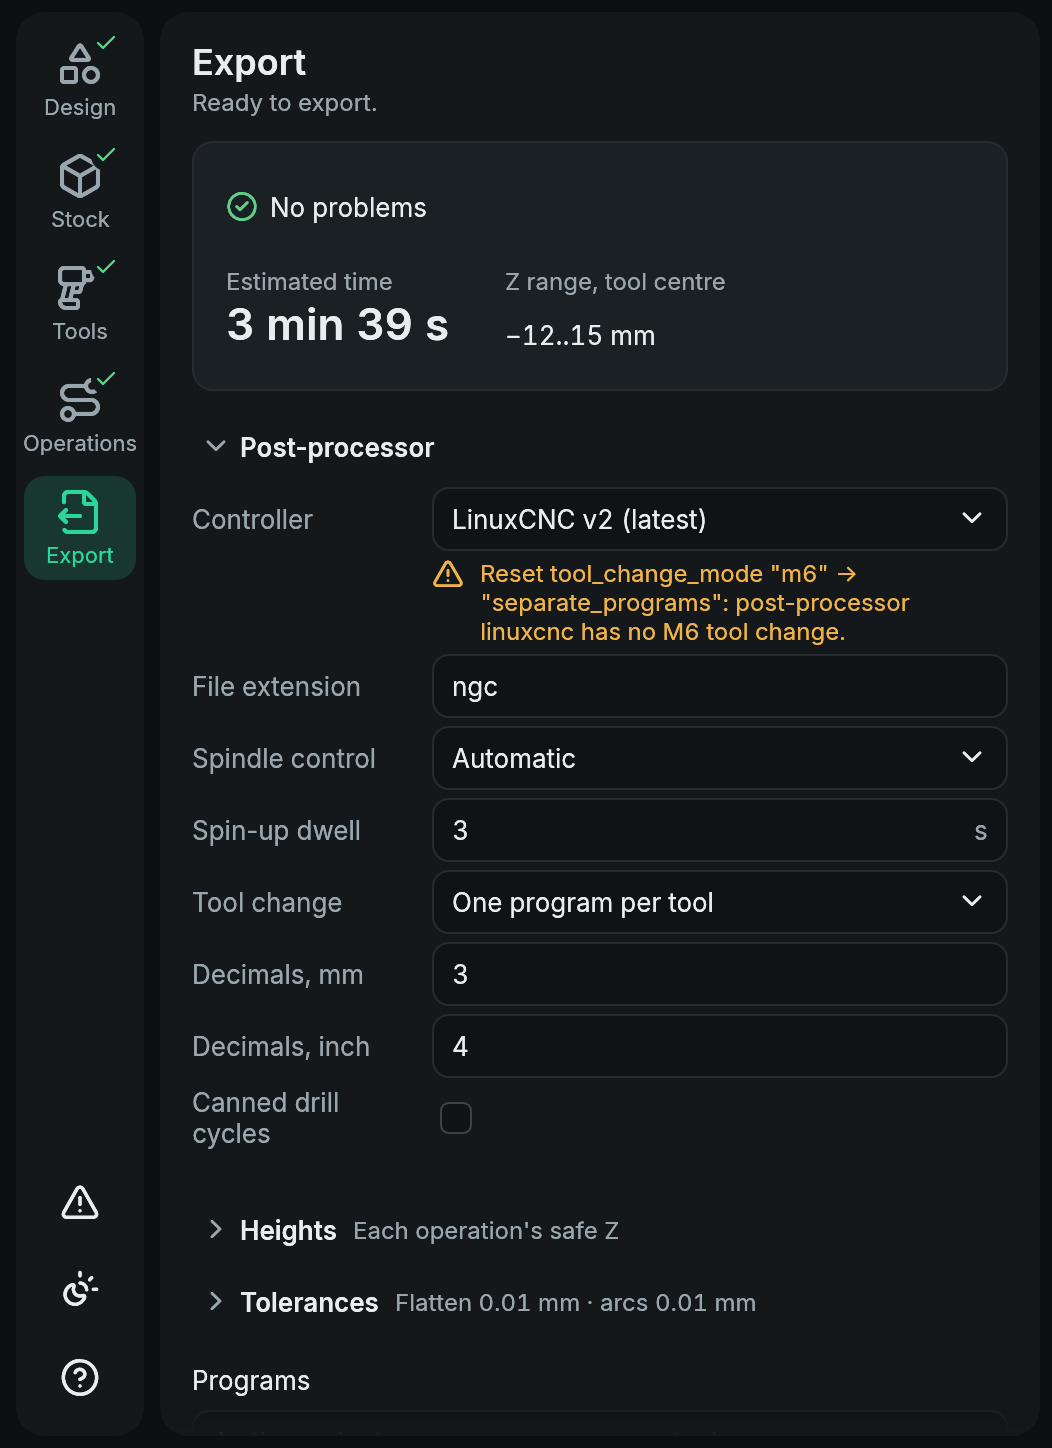 Design
Stock
Tools
Operations
Export
Export
Ready to export.
No problems
Estimated time
3 min 39 s
Z range, tool centre
−12..15 mm
Post-processor
Controller
LinuxCNC v2 (latest)
Reset tool_change_mode "m6" →
"separate_programs": post-processor
linuxcnc has no M6 tool change.
File extension
ngc
Spindle control
Automatic
Spin-up dwell
3
s
Tool change
One program per tool
Decimals, mm
3
Decimals, inch
4
Canned drill
cycles
Heights Each operation's safe Z
Tolerances Flatten 0.01 mm · arcs 0.01 mm
Programs